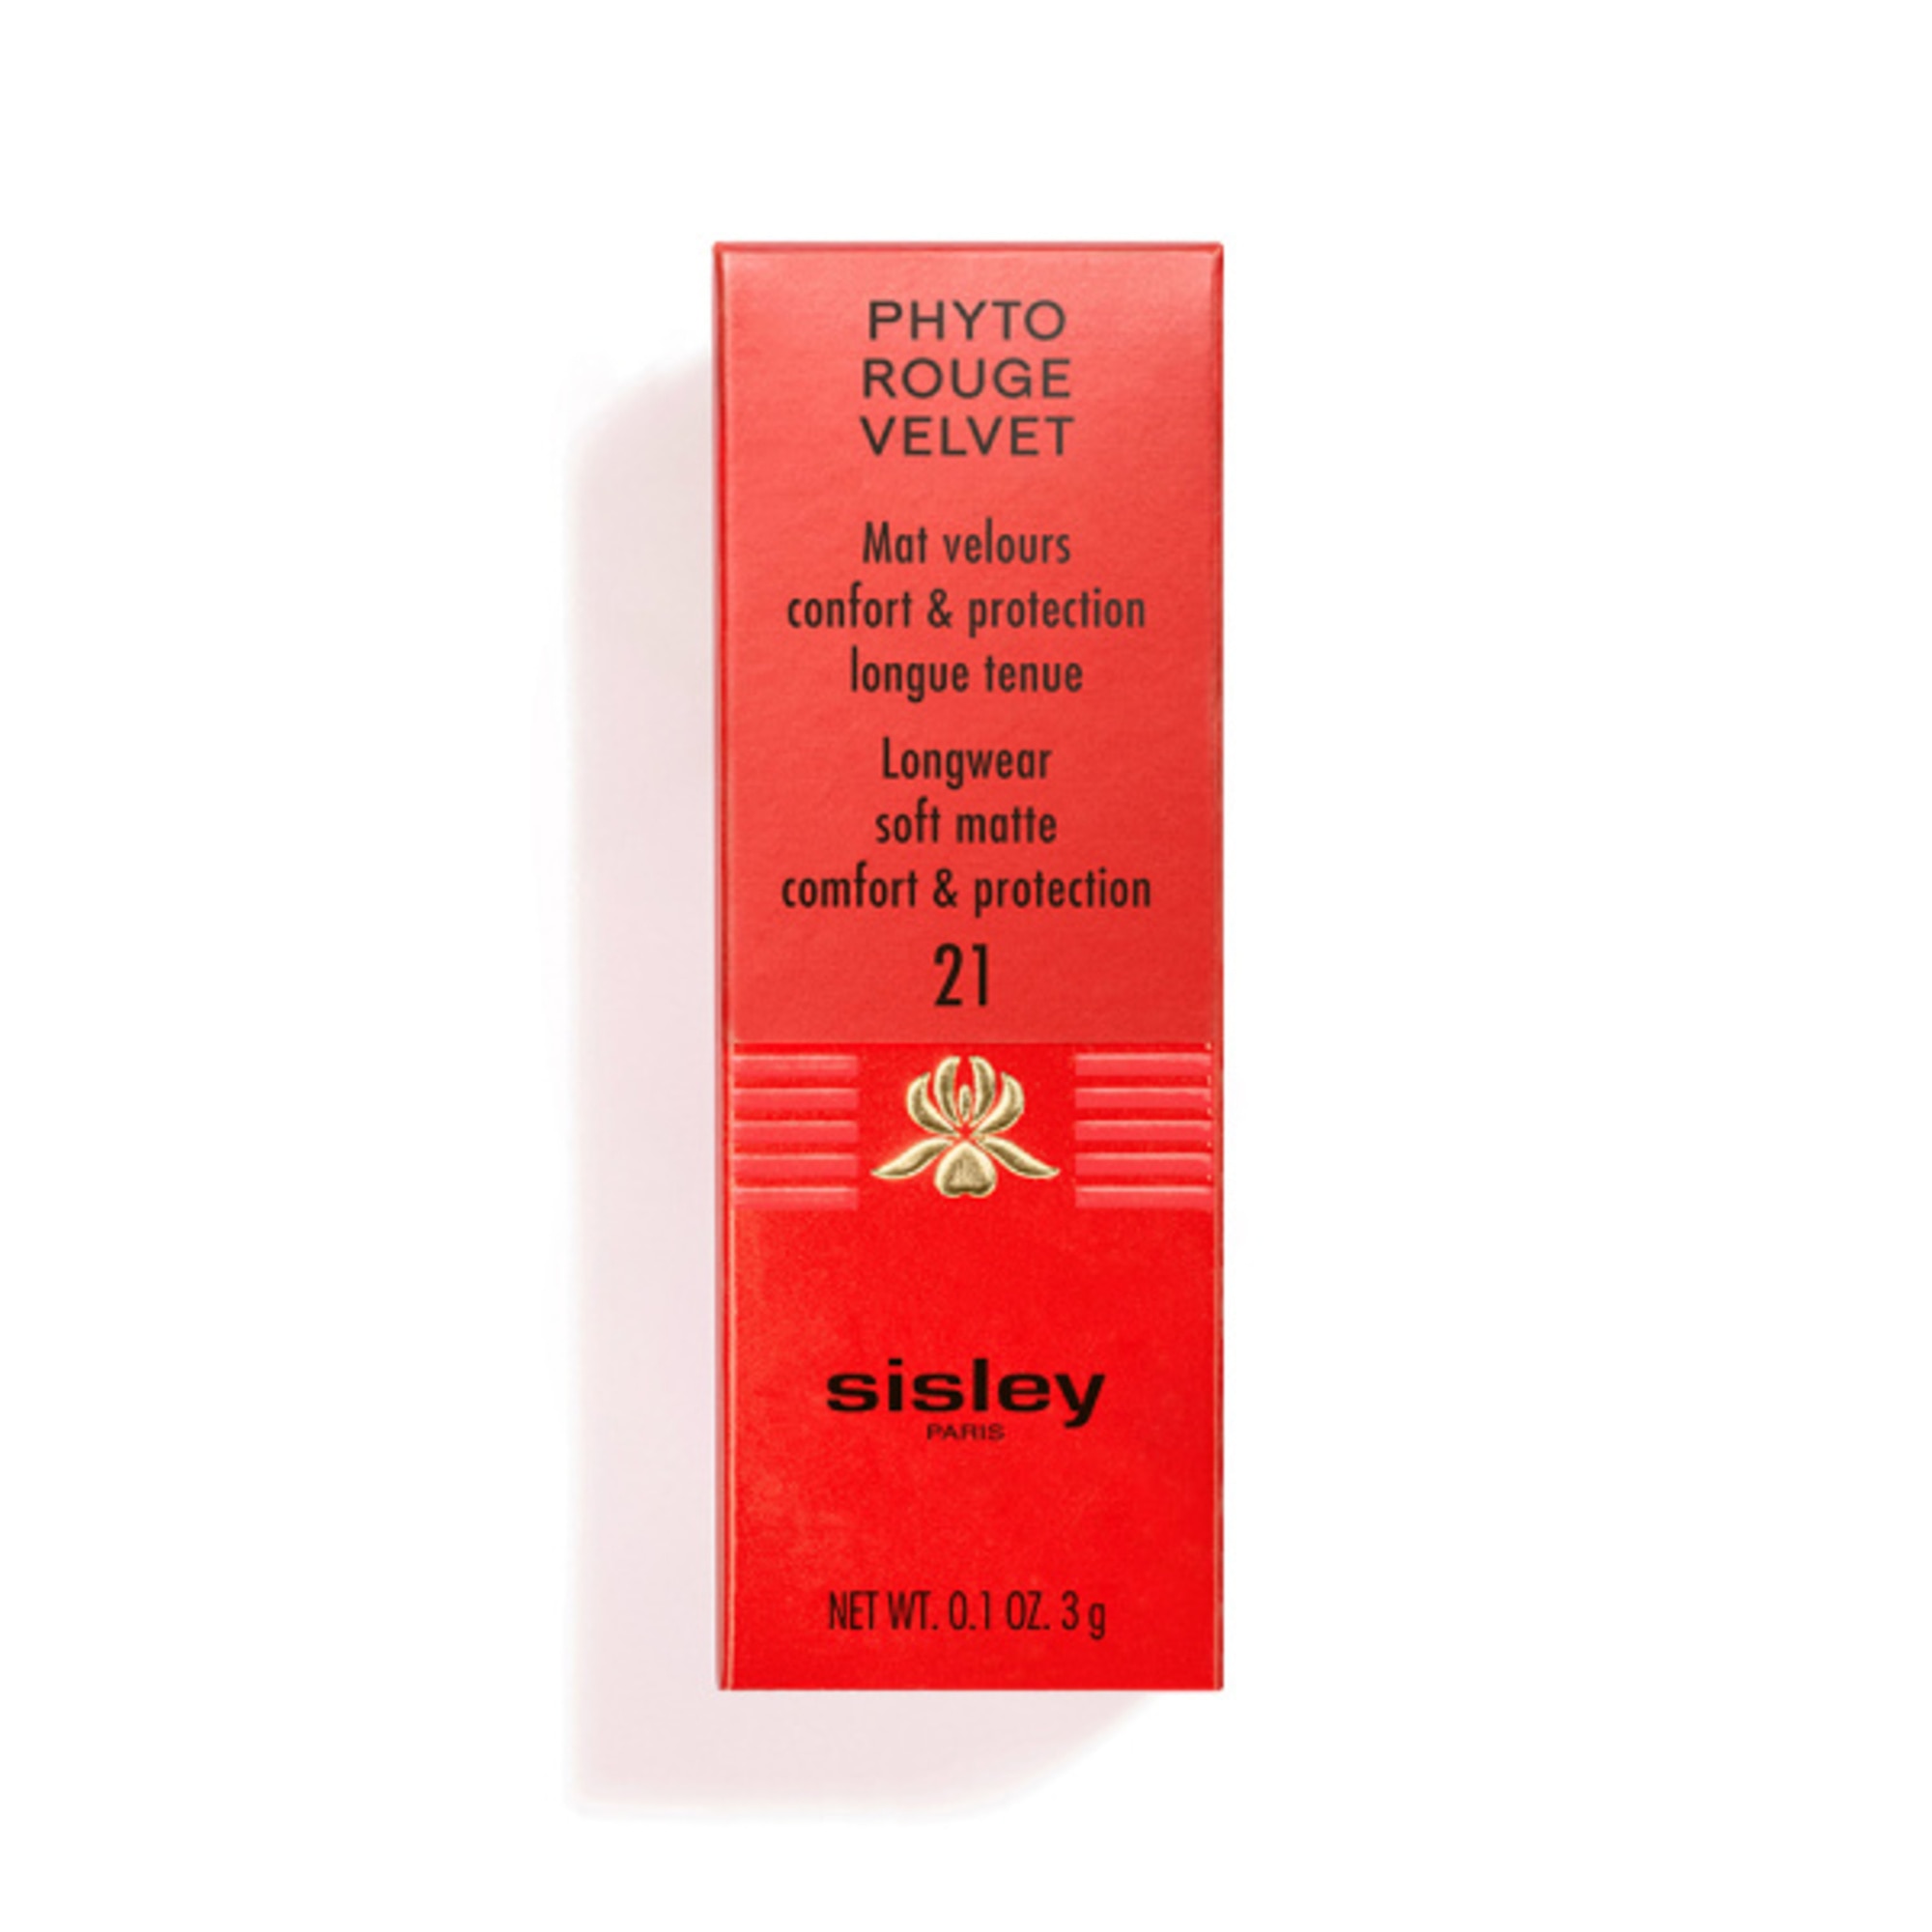 PHYTO
ROUGE
VELVET
Mat velours
confort & protection
longue tenue
Longwear
soft matte
comfort & protection
21
sisley
PARIS
NET WT. 0.1 OZ. 3 g